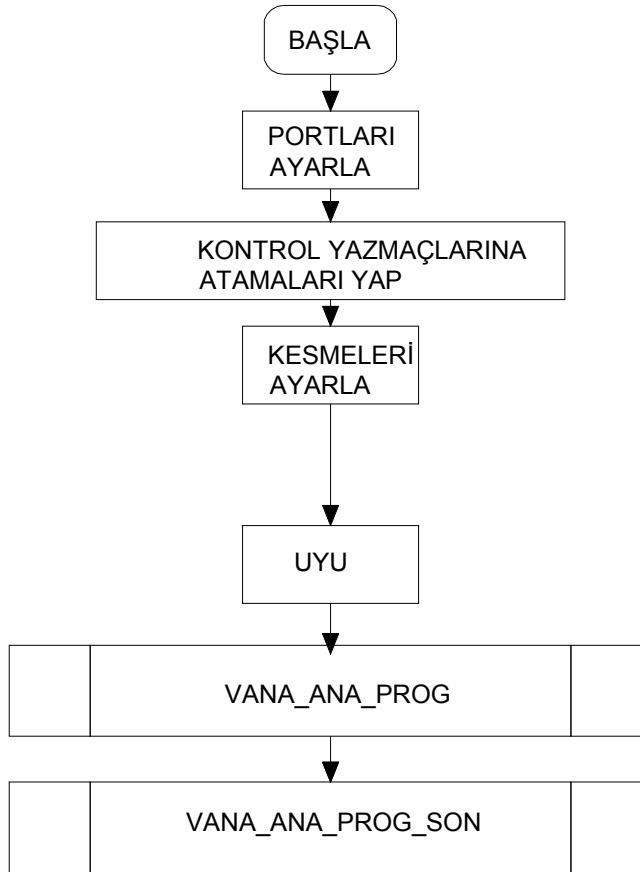 BAŞLA
PORTLARI
AYARLA
KONTROL YAZMAÇLARINA
ATAMALARI YAP
KESMELERİ
AYARLA
UYU
VANA_ANA_PROG
VANA_ANA_PROG_SON